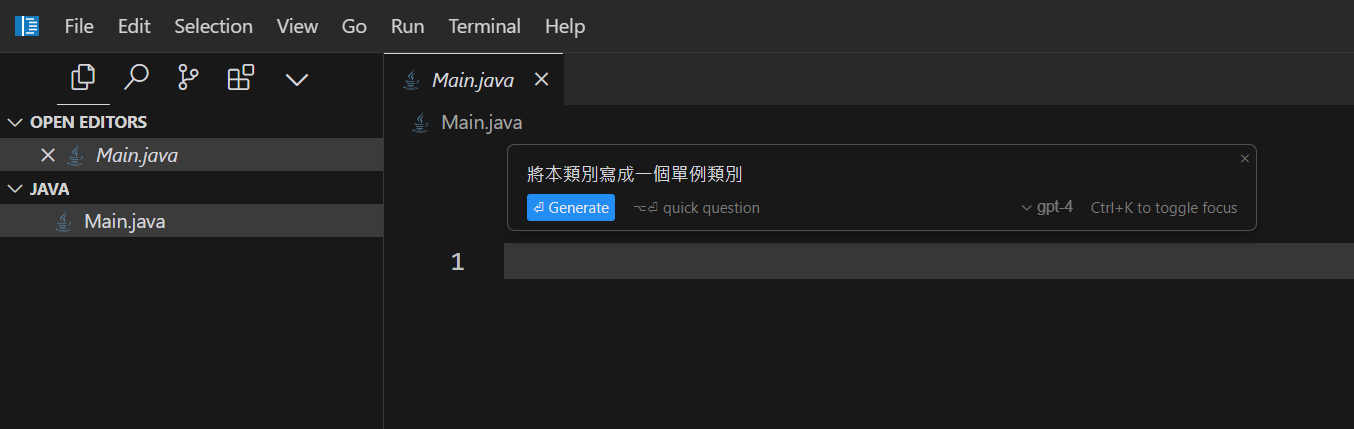 File Edit Selection View Go Run Terminal Help
OPEN EDITORS
Main.java
JAVA
Main.java
Main.java
Main.java
將本類別寫成一個單例類別
⏎ Generate ⌥⏎ quick question gpt-4 Ctrl+K to toggle focus
1